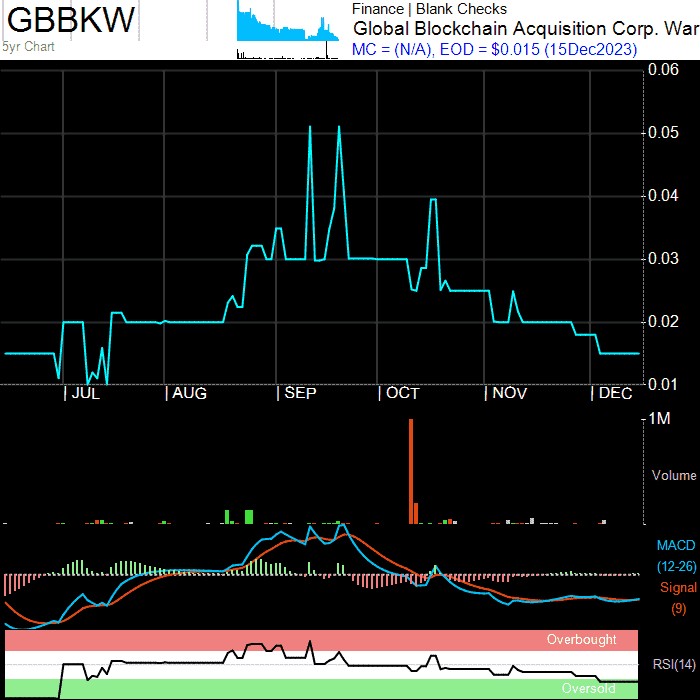 GBBKW
5yr Chart
Finance | Blank Checks
Global Blockchain Acquisition Corp. War
MC = (N/A), EOD = $0.015 (15Dec2023)
0.06
0.05
0.04
0.03
0.02
0.01
| JUL | AUG | SEP | OCT | NOV | DEC
1M
Volume
MACD
(12-26)
Signal
(9)
Overbought
RSI(14)
Oversold